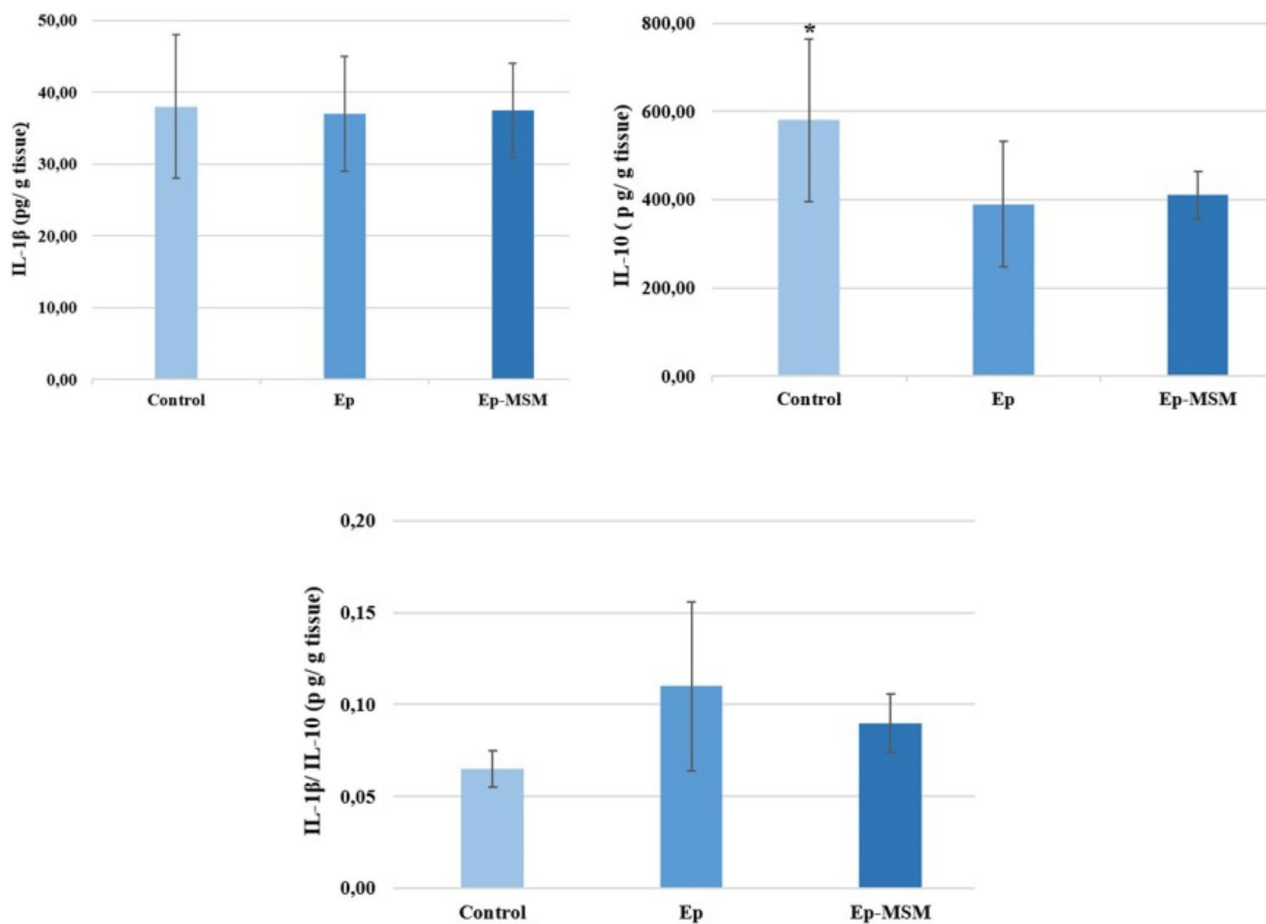 IL-1β (pg/ g tissue)
50,00
40,00
30,00
20,00
10,00
0,00
Control
Ep
Ep-MSM
IL-10 ( p g/ g tissue)
800,00
600,00
400,00
200,00
0,00
*
Control
Ep
Ep-MSM
IL-1β/ IL-10 (p g/ g tissue)
0,20
0,15
0,10
0,05
0,00
Control
Ep
Ep-MSM